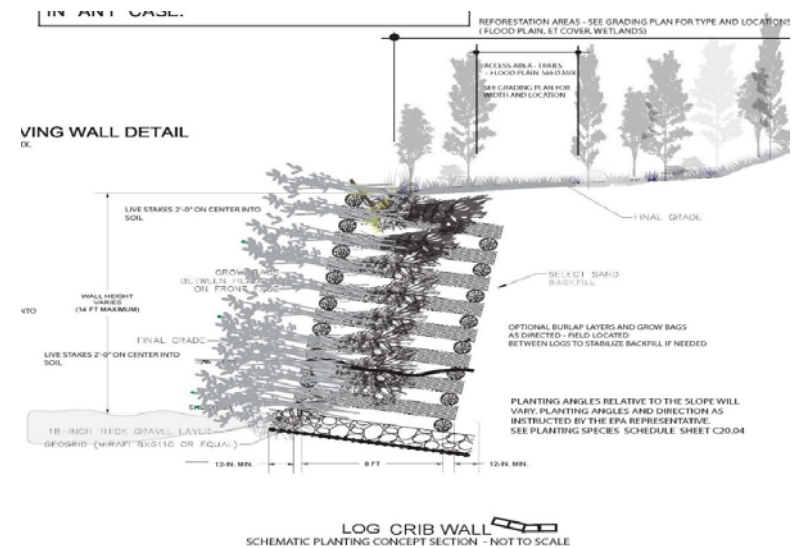 IN ANY CASE.
REFORESTATION AREAS - SEE GRADING PLAN FOR TYPE AND LOCATIONS
( FLOOD PLAIN, ET COVER, WETLANDS)
ACCESS AREA - TRAILS
- FLOOD PLAIN SEED MIX
SEE GRADING PLAN FOR
WIDTH AND LOCATION
VING WALL DETAIL
LIVE STAKES 2'-0" ON CENTER INTO
SOIL
FINAL GRADE
GROW BAGS
BETWEEN
ON FRONT
SELECT SAND
BACKFILL
WALL HEIGHT
VARIES
(14 FT MAXIMUM)
NTO
OPTIONAL BURLAP LAYERS AND GROW BAGS
AS DIRECTED - FIELD LOCATED
BETWEEN LOGS TO STABILIZE BACKFILL IF NEEDED
FINAL GRADE
LIVE STAKES 2'-0" ON CENTER INTO
SOIL
PLANTING ANGLES RELATIVE TO THE SLOPE WILL
VARY. PLANTING ANGLES AND DIRECTION AS
INSTRUCTED BY THE EPA REPRESENTATIVE.
SEE PLANTING SPECIES SCHEDULE SHEET C20.04
18-INCH THICK GRAVEL LAYER
GEOGRID (MIRAFI BXG110 OR EQUAL)
12-IN. MIN. 8 FT 12-IN. MIN.
LOG CRIB WALL
SCHEMATIC PLANTING CONCEPT SECTION - NOT TO SCALE